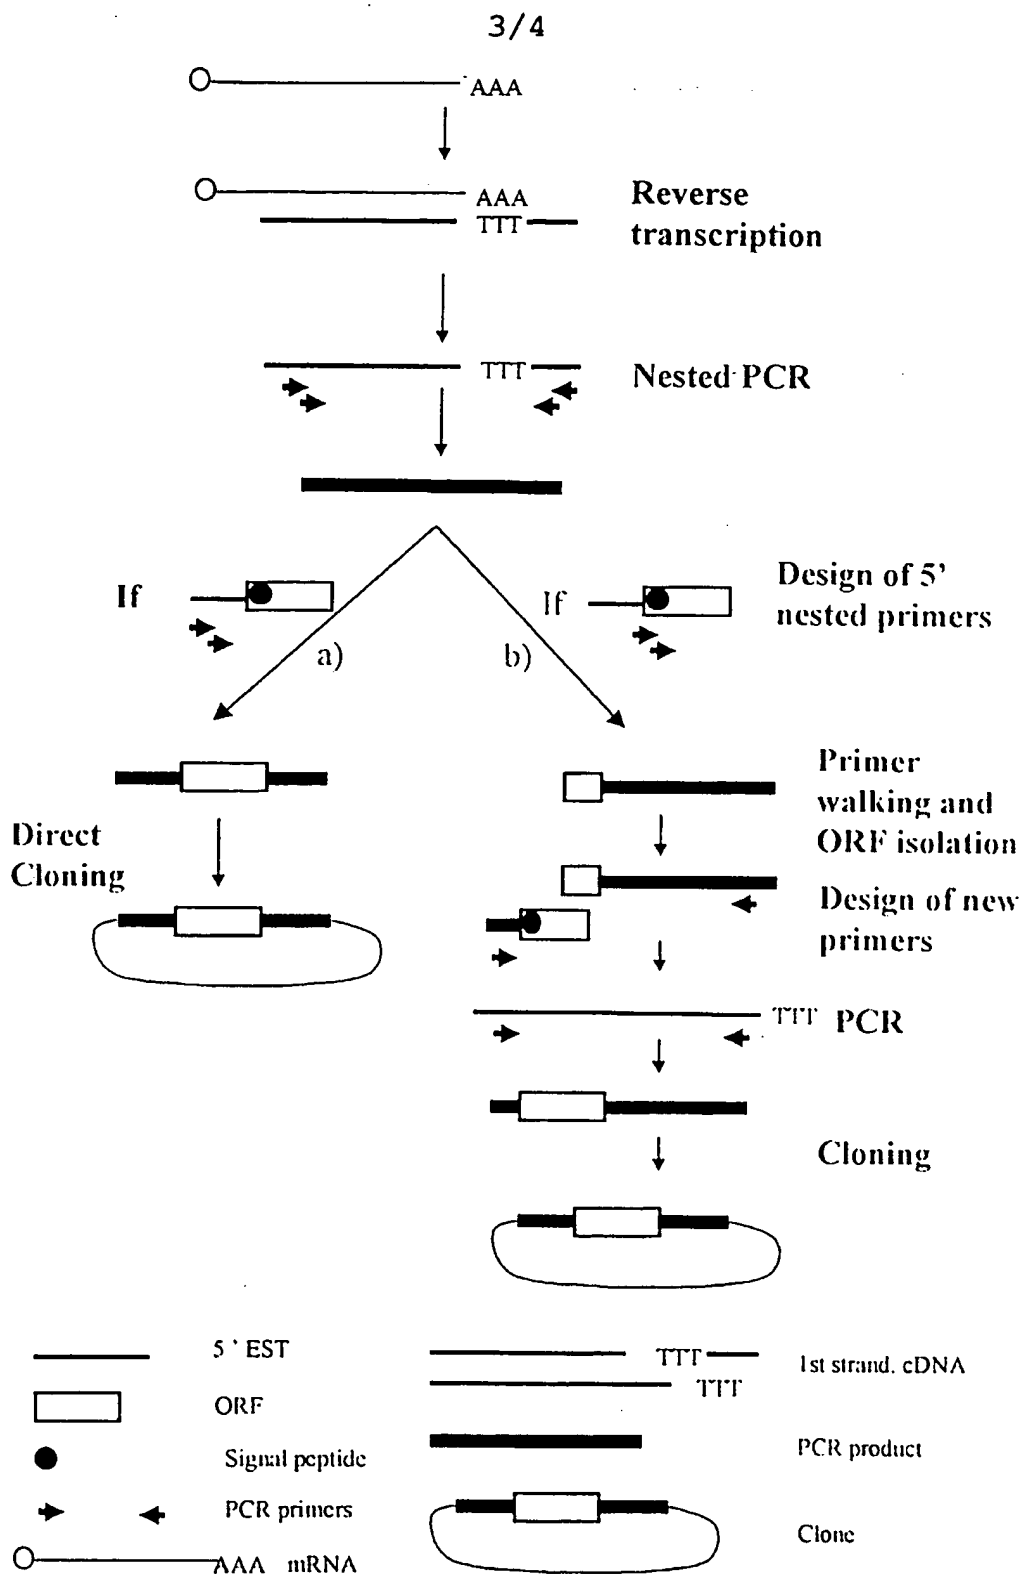 3/4
AAA
AAA
TTT
Reverse
transcription
TTT
Nested PCR
If
a)
If
b)
Design of 5'
nested primers
Direct
Cloning
Primer
walking and
ORF isolation
Design of new
primers
TTT
PCR
Cloning
5' EST
ORF
Signal peptide
PCR primers
AAA mRNA
TTT
TTT
1st strand. cDNA
PCR product
Clone